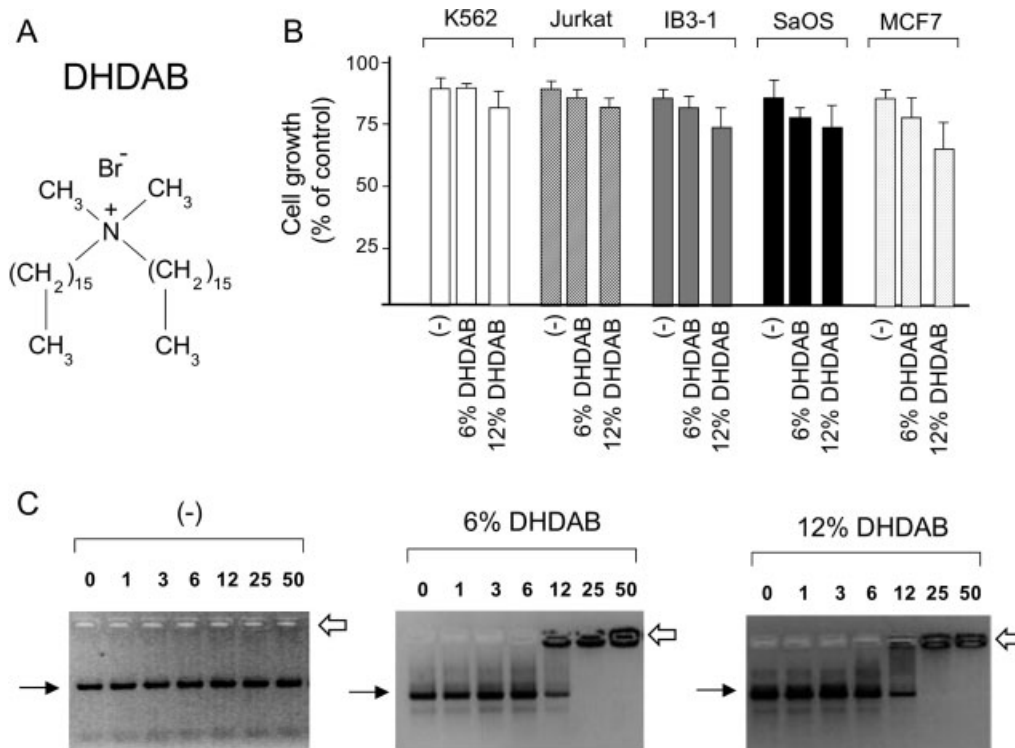 A
DHDAB
Br-
CH3 CH3
+
N
(CH2)15 (CH2)15
CH3 CH3
B
K562 Jurkat IB3-1 SaOS MCF7
Cell growth
(% of control)
100
75
50
25
(-) 6% DHDAB 12% DHDAB (-) 6% DHDAB 12% DHDAB (-) 6% DHDAB 12% DHDAB (-) 6% DHDAB 12% DHDAB (-) 6% DHDAB 12% DHDAB
C
(-)
0 1 3 6 12 25 50
6% DHDAB
0 1 3 6 12 25 50
12% DHDAB
0 1 3 6 12 25 50